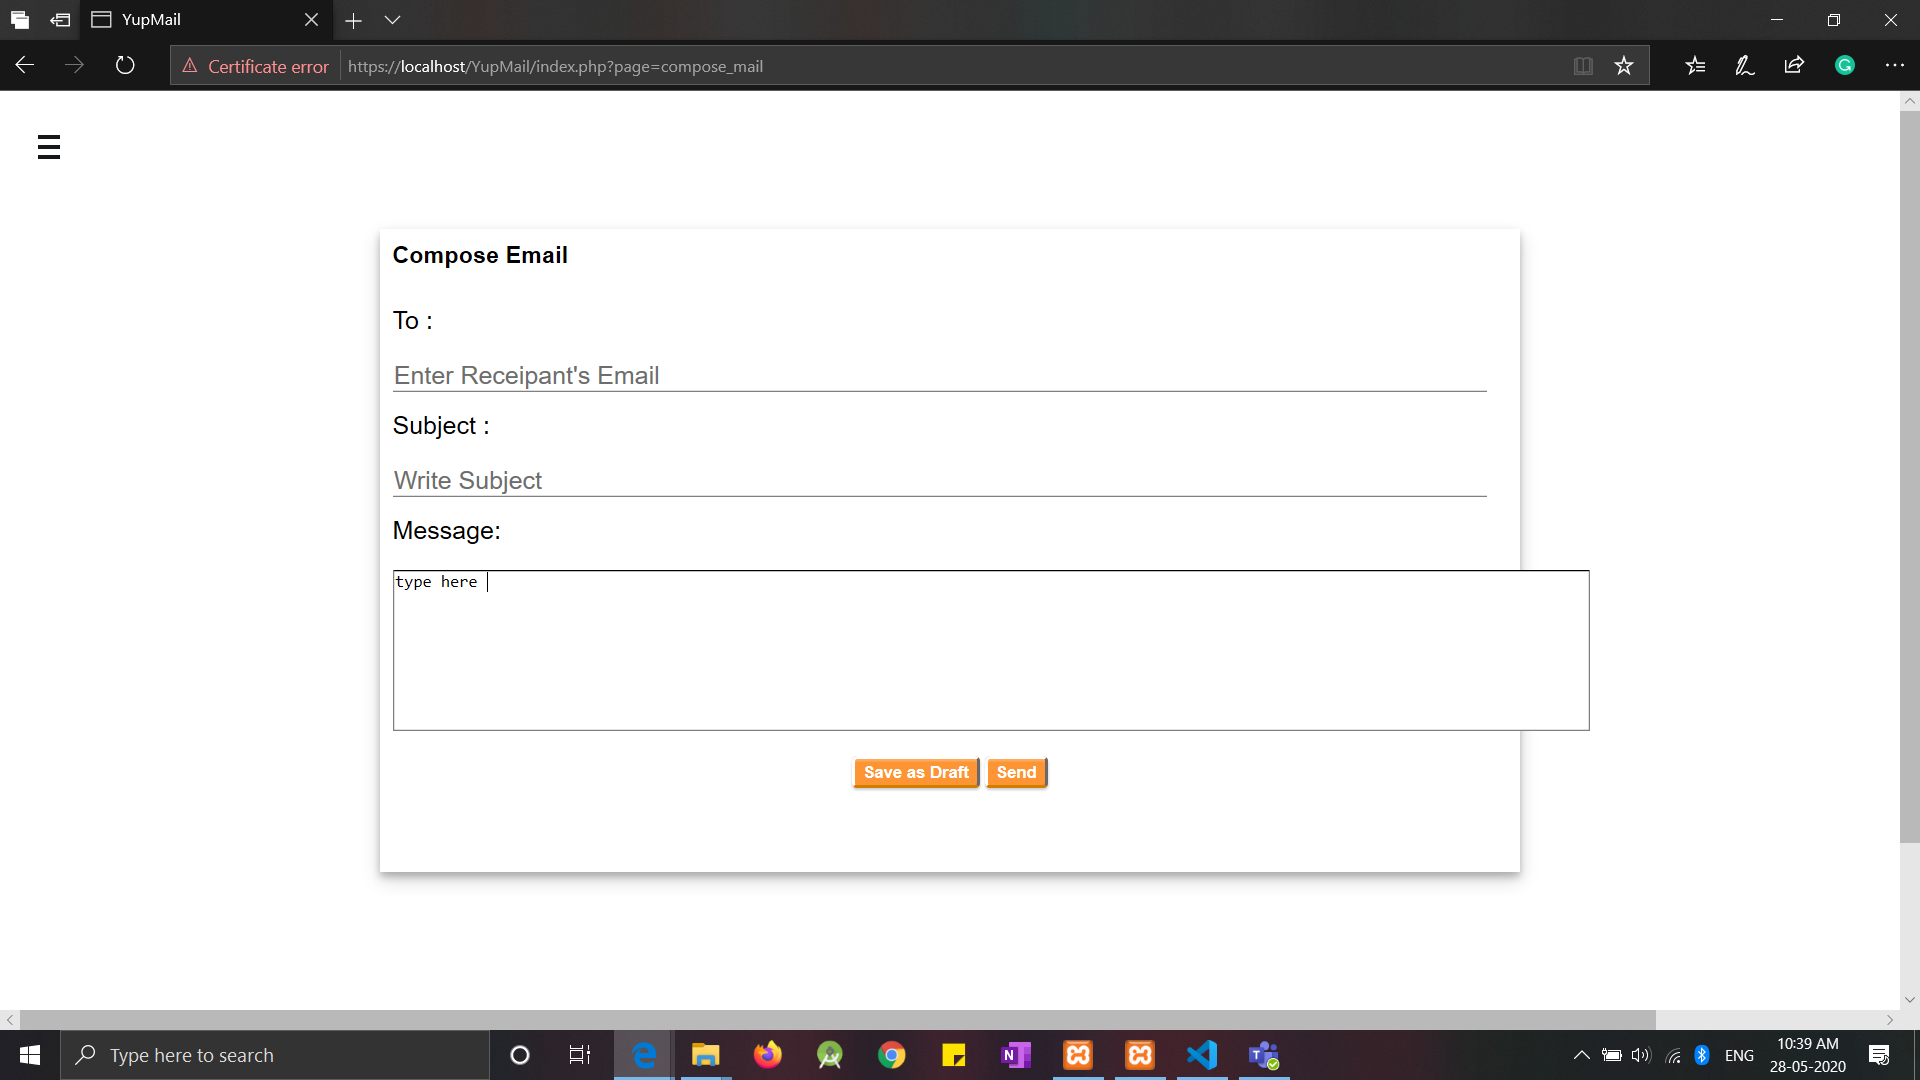 YupMail
Certificate error
https://localhost/YupMail/index.php?page=compose_mail
Compose Email
To :
Enter Receipant's Email
Subject :
Write Subject
Message:
type here
Save as Draft Send
Type here to search
ENG
10:39 AM
28-05-2020